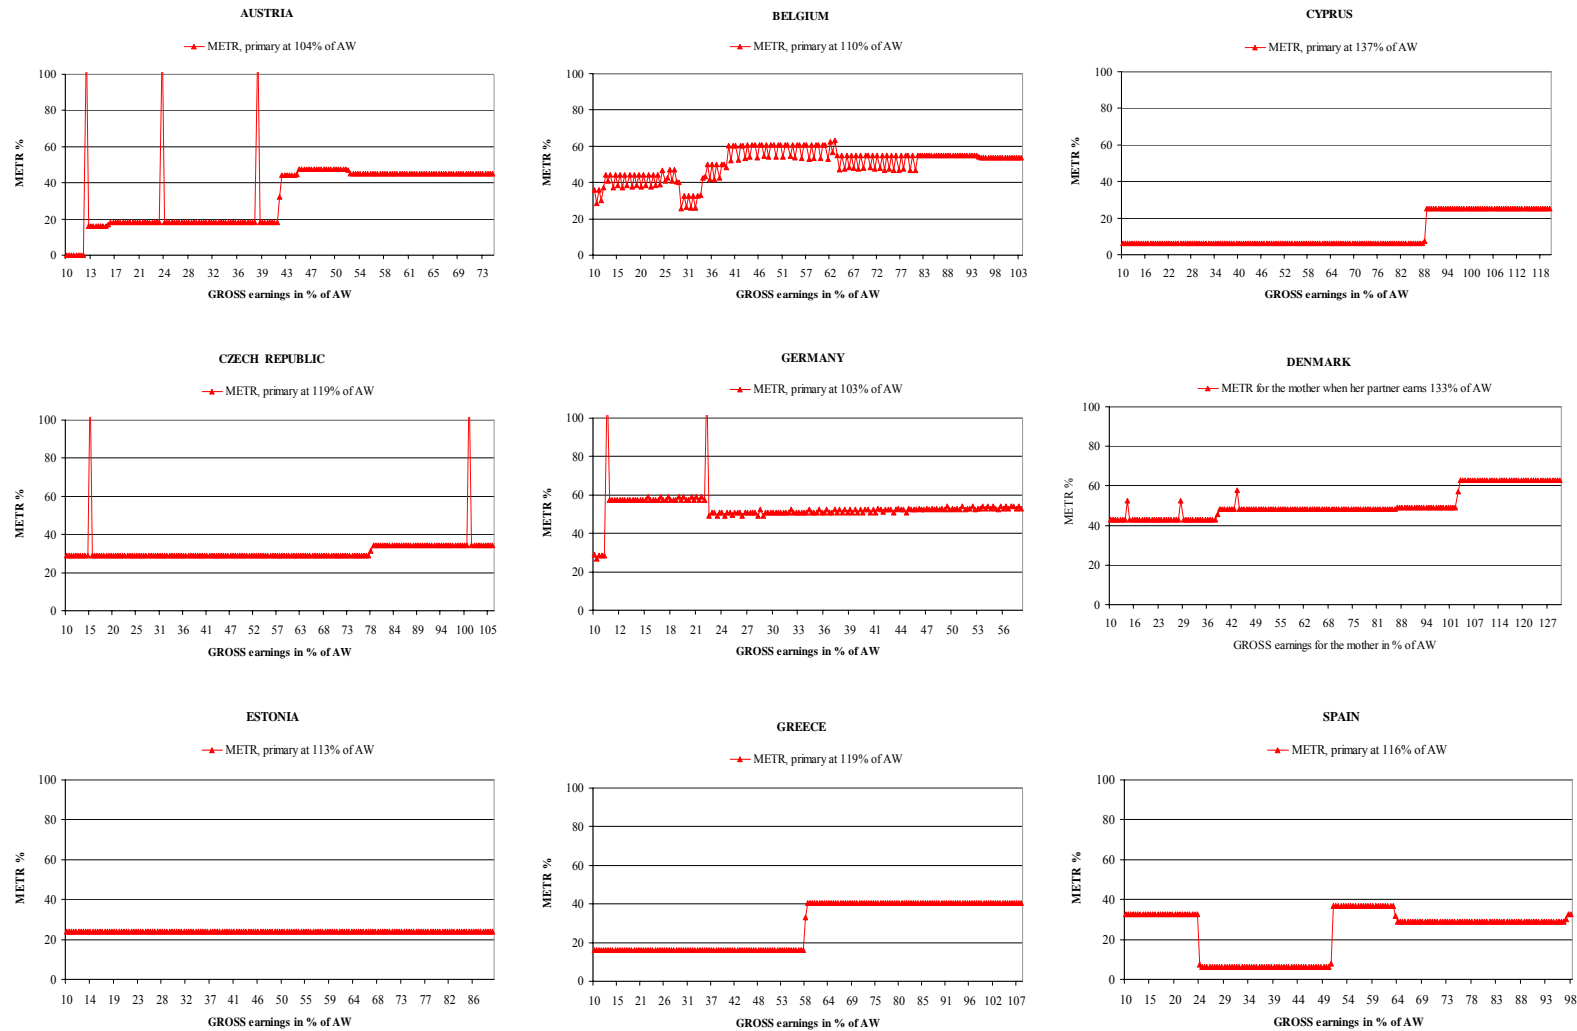 AUSTRIA
METR, primary at 104% of AW
METR %
100
80
60
40
20
0
10 13 17 21 24 28 32 36 39 43 47 50 54 58 61 65 69 73
GROSS earnings in % of AW
BELGIUM
METR, primary at 110% of AW
METR %
100
80
60
40
20
0
10 15 20 26 31 36 41 46 51 57 62 67 72 77 83 88 93 98 103
GROSS earnings in % of AW
CYPRUS
METR, primary at 137% of AW
METR %
100
80
60
40
20
0
10 16 22 28 34 40 46 52 58 64 70 76 82 88 94 100 106 112 118
GROSS earnings in % of AW
CZECH REPUBLIC
METR, primary at 119% of AW
METR %
100
80
60
40
20
0
10 15 20 26 31 36 41 47 52 57 63 68 73 78 84 89 94 100 105
GROSS earnings in % of AW
GERMANY
METR, primary at 103% of AW
METR %
100
80
60
40
20
0
10 12 15 18 21 24 27 30 33 36 38 41 44 47 50 53 56
GROSS earnings in % of AW
DENMARK
METR for the mother when her partner earns 133% of AW
METR %
100
80
60
40
20
0
10 16 23 29 36 42 49 55 62 68 75 81 88 94 101 107 114 120 127
GROSS earnings for the mother in % of AW
ESTONIA
METR, primary at 113% of AW
METR %
100
80
60
40
20
0
10 14 19 23 28 32 37 41 46 50 55 59 64 68 73 77 82 86
GROSS earnings in % of AW
GREECE
METR, primary at 119% of AW
METR %
100
80
60
40
20
0
10 15 21 26 31 37 42 48 53 58 64 69 75 80 85 91 96 102 107
GROSS earnings in % of AW
SPAIN
METR, primary at 116% of AW
METR %
100
80
60
40
20
0
10 15 20 24 29 34 39 44 49 54 59 64 69 73 78 83 88 93 98
GROSS earnings in % of AW